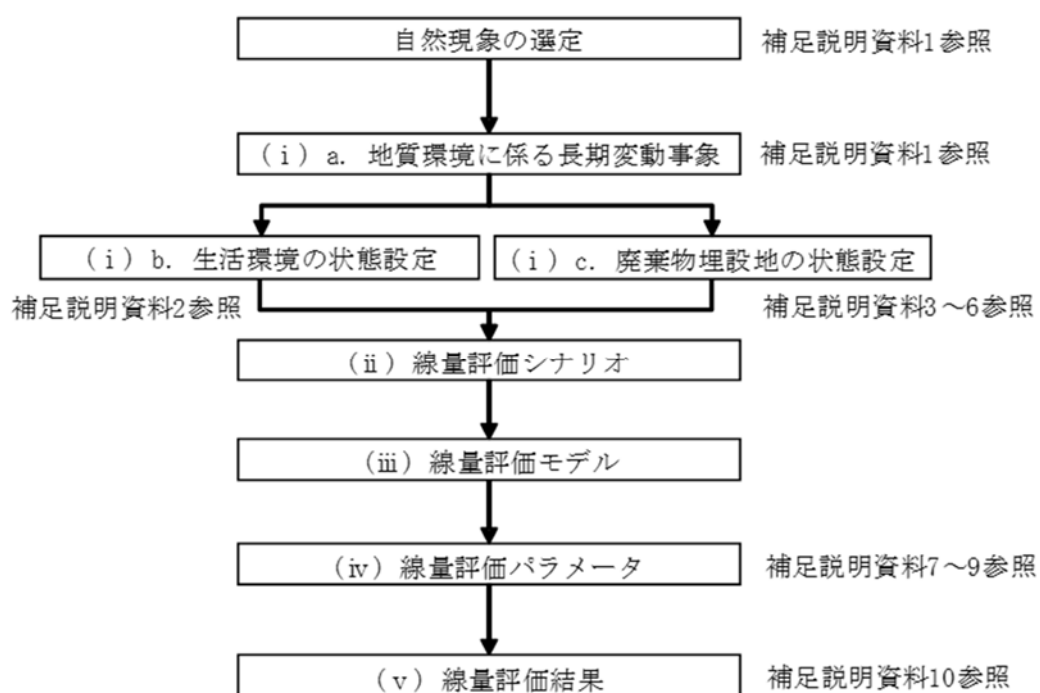 自然現象の選定
補足説明資料1参照
(ⅰ) a. 地質環境に係る長期変動事象
補足説明資料1参照
(ⅰ) b. 生活環境の状態設定
(ⅰ) c. 廃棄物埋設地の状態設定
補足説明資料2参照
補足説明資料3～6参照
(ⅱ) 線量評価シナリオ
(ⅲ) 線量評価モデル
(ⅳ) 線量評価パラメータ
補足説明資料7～9参照
(ⅴ) 線量評価結果
補足説明資料10参照